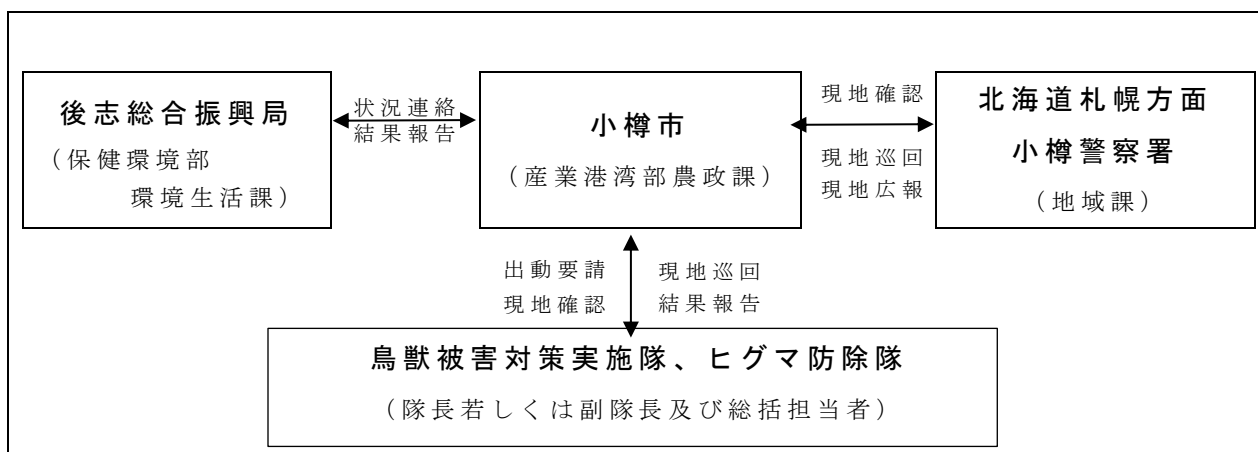 後志総合振興局
（保健環境部
環境生活課）
状況連絡
結果報告
小樽市
（産業港湾部農政課）
現地確認
現地巡回
現地広報
北海道札幌方面
小樽警察署
（地域課）
出動要請
現地確認
現地巡回
結果報告
鳥獣被害対策実施隊、ヒグマ防除隊
（隊長若しくは副隊長及び総括担当者）